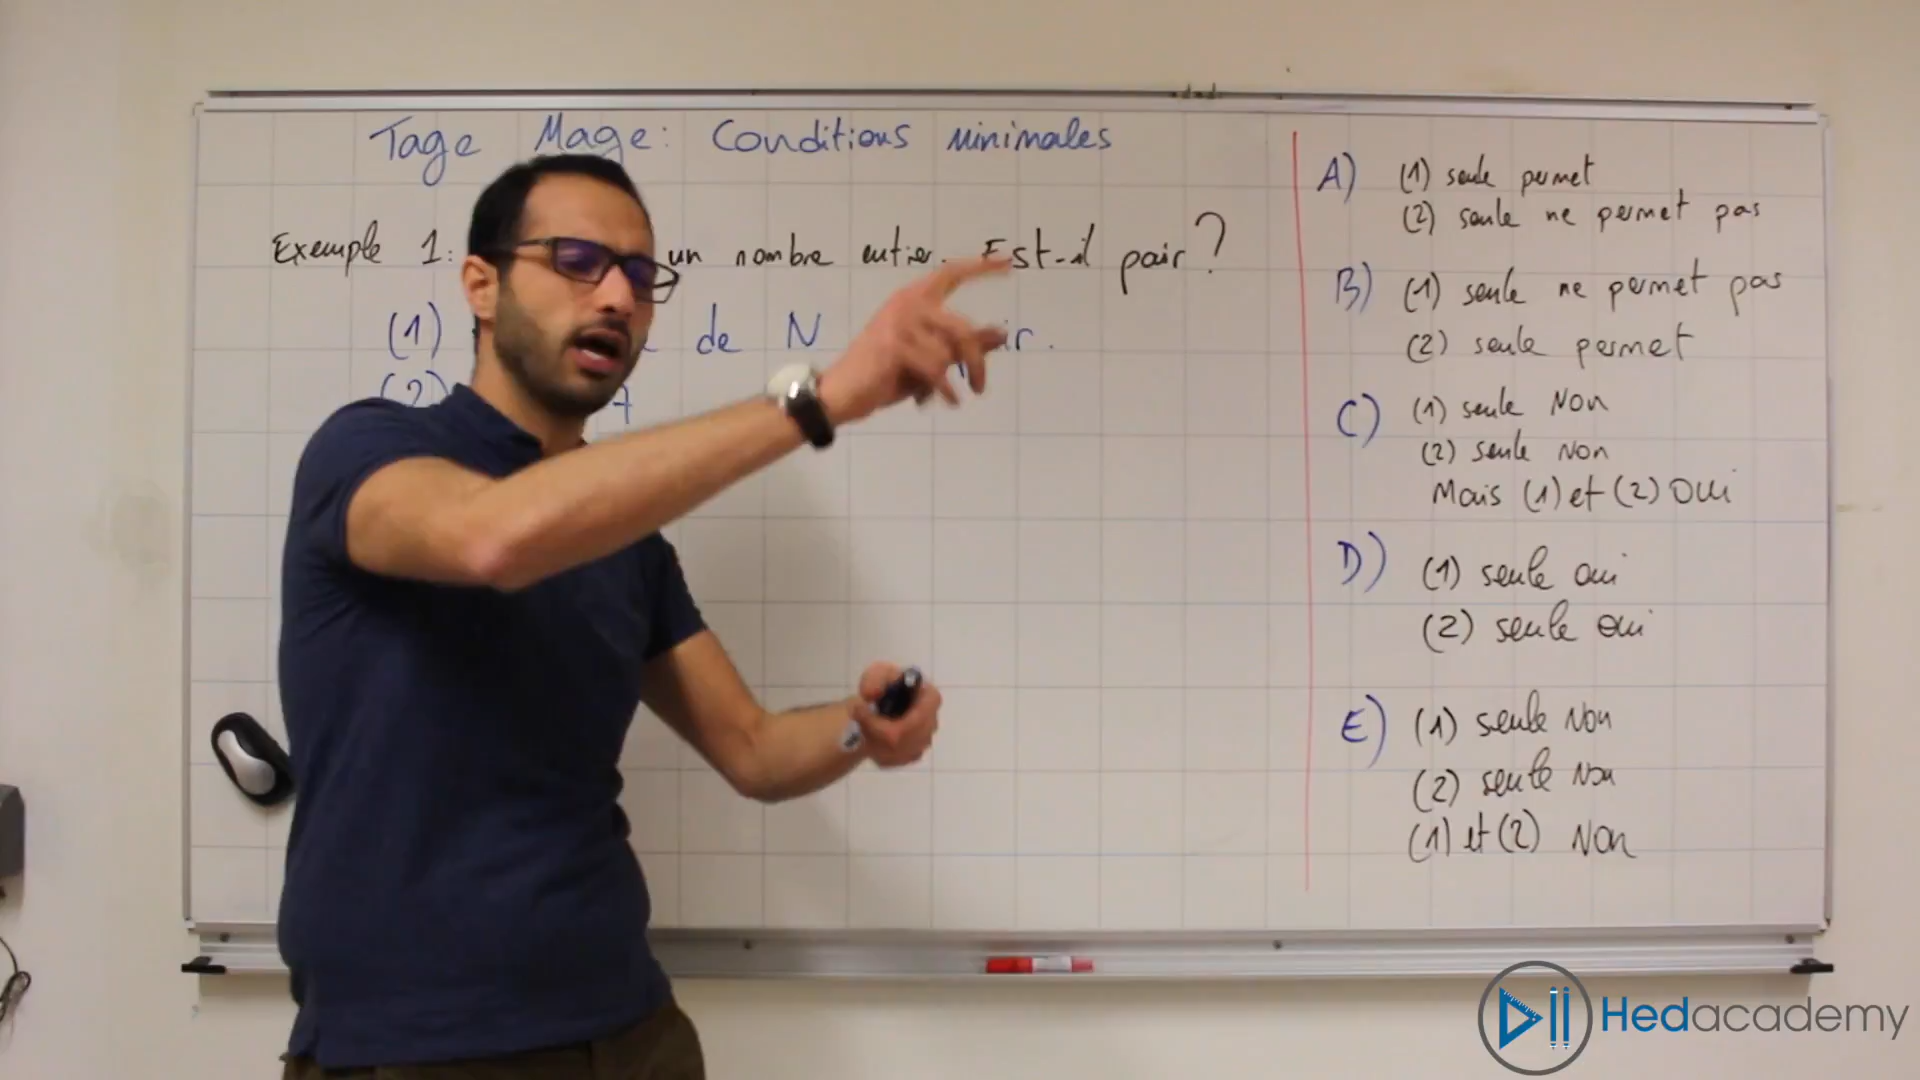 Tage Mage: Conditions minimales
Exemple 1: un nombre entier. Est-il pair?
(1) de N
(2) 7
A) (1) seule permet
(2) seule ne permet pas
B) (1) seule ne permet pas
(2) seule permet
C) (1) seule Non
(2) seule Non
Mais (1) et (2) OUI
D) (1) seule oui
(2) seule oui
E) (1) seule Non
(2) seule Non
(1) et (2) Non
Hedacademy